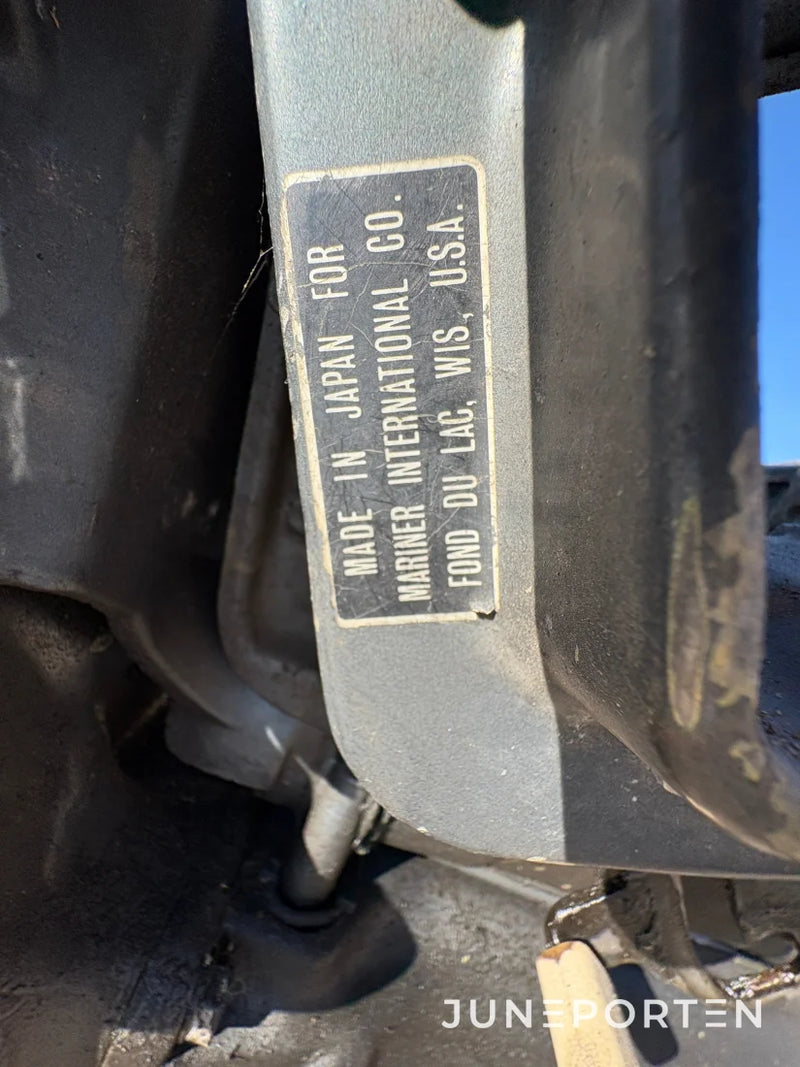 MADE IN JAPAN FOR
MARINER INTERNATIONAL CO.
FOND DU LAC, WIS., U.S.A.
JUNEPORTEN